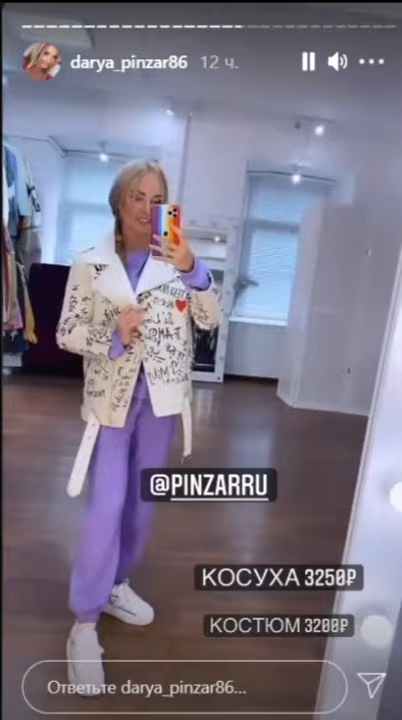 darya_pinzar86 12 ч.
@PINZARRU
КОСУХА 3250₽
КОСТЮМ 3200₽
Ответьте darya_pinzar86...